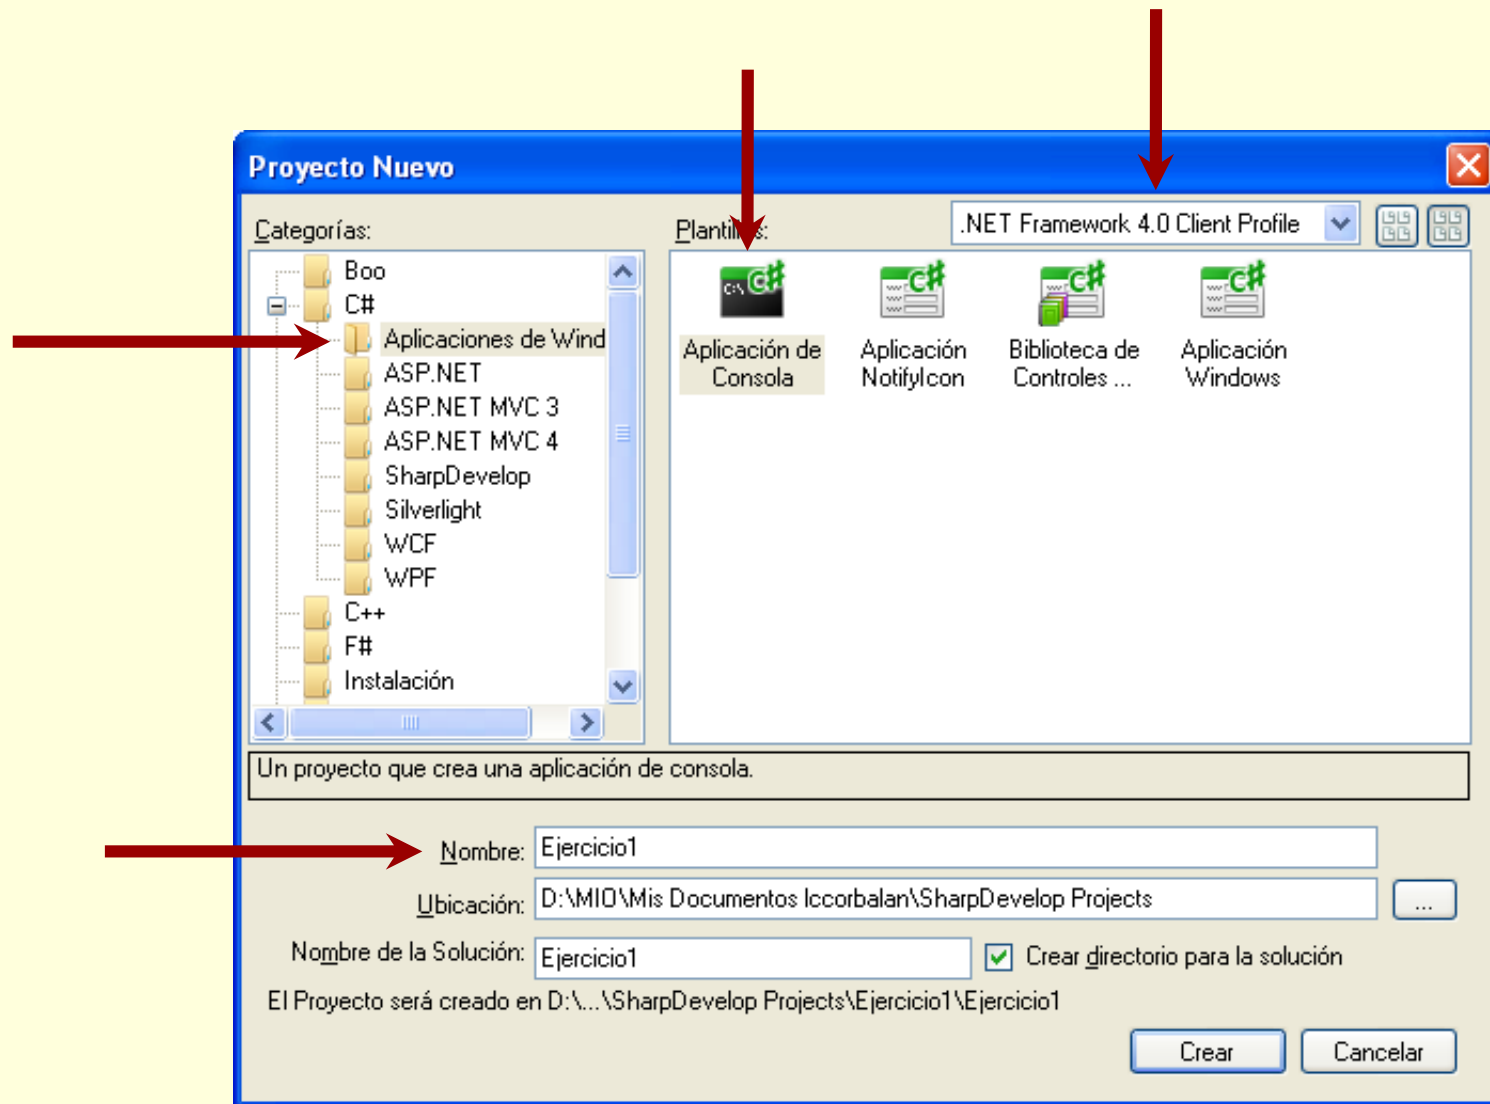 Proyecto Nuevo
Categorías:
Plantillas:
.NET Framework 4.0 Client Profile
Boo
C#
Aplicaciones de Wind
ASP.NET
ASP.NET MVC 3
ASP.NET MVC 4
SharpDevelop
Silverlight
WCF
WPF
C++
F#
Instalación
C:\ C#
C#
C#
C#
Aplicación de
Consola
Aplicación
NotifyIcon
Biblioteca de
Controles ...
Aplicación
Windows
Un proyecto que crea una aplicación de consola.
Nombre: Ejercicio1
Ubicación: D:\MIO\Mis Documentos lccorbalan\SharpDevelop Projects ...
Nombre de la Solución: Ejercicio1 Crear directorio para la solución
El Proyecto será creado en D:\...\SharpDevelop Projects\Ejercicio1\Ejercicio1
Crear Cancelar